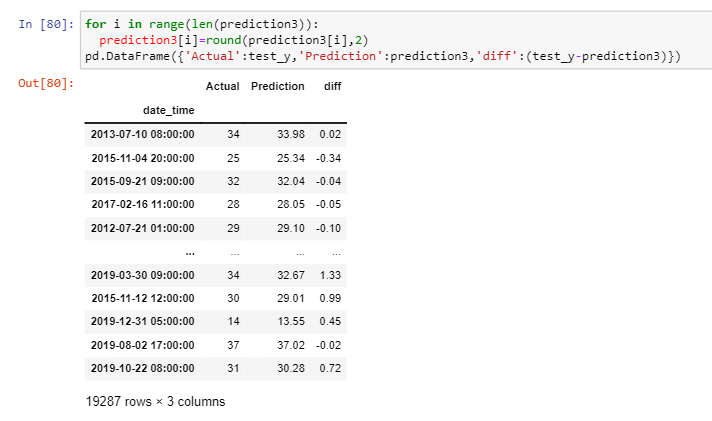 In [80]: for i in range(len(prediction3)):
prediction3[i]=round(prediction3[i],2)
pd.DataFrame({'Actual':test_y,'Prediction':prediction3,'diff':(test_y-prediction3)})
Out[80]:
Actual Prediction diff
date_time
2013-07-10 08:00:00 34 33.98 0.02
2015-11-04 20:00:00 25 25.34 -0.34
2015-09-21 09:00:00 32 32.04 -0.04
2017-02-16 11:00:00 28 28.05 -0.05
2012-07-21 01:00:00 29 29.10 -0.10
... ... ... ...
2019-03-30 09:00:00 34 32.67 1.33
2015-11-12 12:00:00 30 29.01 0.99
2019-12-31 05:00:00 14 13.55 0.45
2019-08-02 17:00:00 37 37.02 -0.02
2019-10-22 08:00:00 31 30.28 0.72
19287 rows × 3 columns